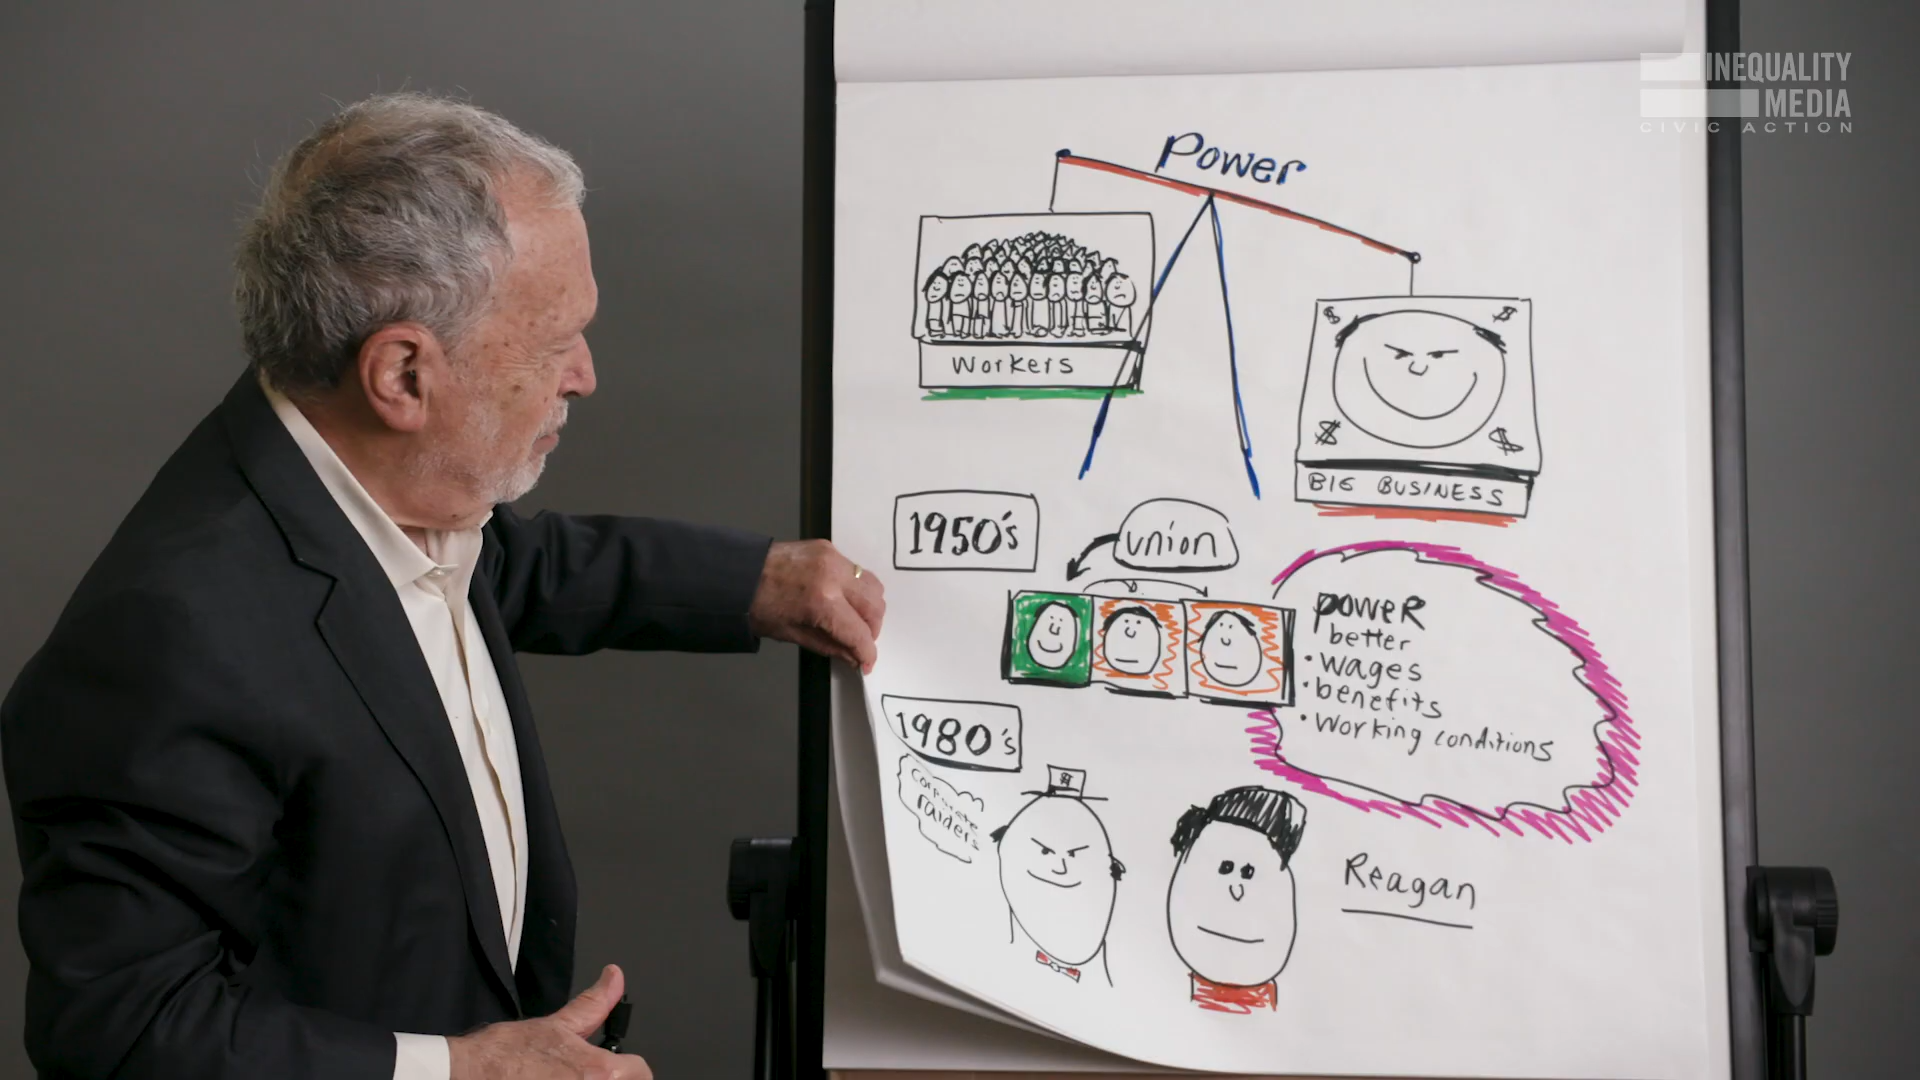 INEQUALITY
MEDIA
CIVIC ACTION
Power
Workers
$ $
$ $
BIG BUSINESS
1950's
union
power
better
• wages
• benefits
• working conditions
1980's
corporate
raiders
$
Reagan